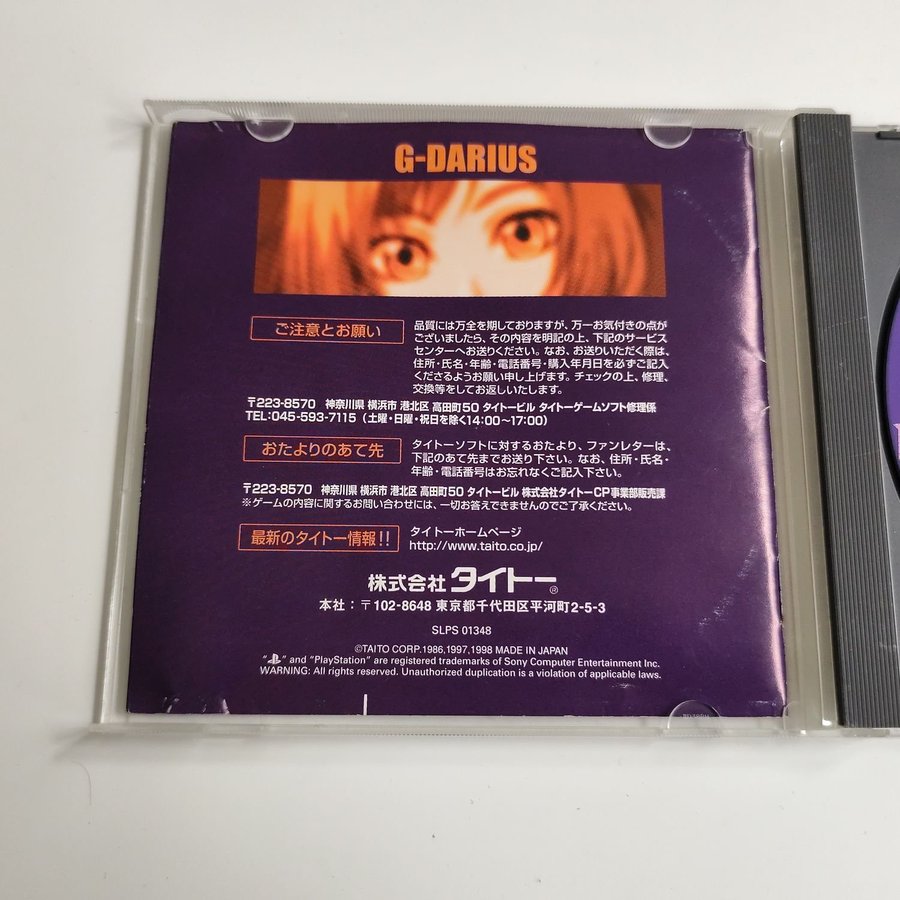 G-DARIUS
ご注意とお願い
品質には万全を期しておりますが、万一お気付きの点が
ございましたら、その内容を明記の上、下記のサービス
センターへお送りください。なお、お送りいただく際は、
住所・氏名・年齢・電話番号・購入年月日を必ずご記入
くださるようお願い申し上げます。チェックの上、修理、
交換等をしてお返しいたします。
〒223-8570 神奈川県 横浜市 港北区 高田町50 タイトービル タイトーゲームソフト修理係
TEL:045-593-7115(土曜・日曜・祝日を除く14:00〜17:00)
おたよりのあて先
タイトーソフトに対するおたより、ファンレターは、
下記のあて先までお送り下さい。なお、住所・氏名・
年齢・電話番号はお忘れなくご記入下さい。
〒223-8570 神奈川県 横浜市 港北区 高田町50 タイトービル 株式会社タイトーCP事業部販売課
※ゲームの内容に関するお問い合わせには、一切お答えできませんのでご了承ください。
最新のタイトー情報!!
タイトーホームページ
http://www.taito.co.jp/
株式会社 タイトー®
本社:〒102-8648 東京都千代田区平河町2-5-3
SLPS 01348
©TAITO CORP.1986,1997,1998 MADE IN JAPAN
" " and "PlayStation" are registered trademarks of Sony Computer Entertainment Inc.
WARNING: All rights reserved. Unauthorized duplication is a violation of applicable laws.